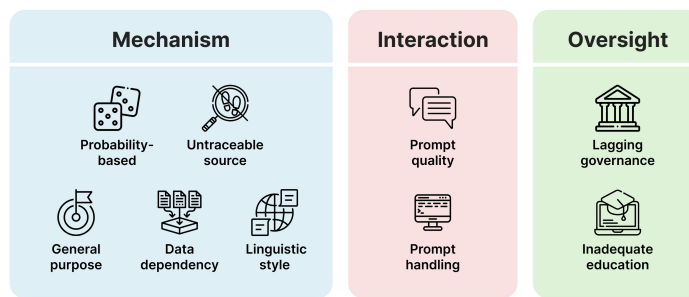 Mechanism
Probability-
based
Untraceable
source
General
purpose
Data
dependency
Linguistic
style
Interaction
Prompt
quality
Prompt
handling
Oversight
Lagging
governance
Inadequate
education